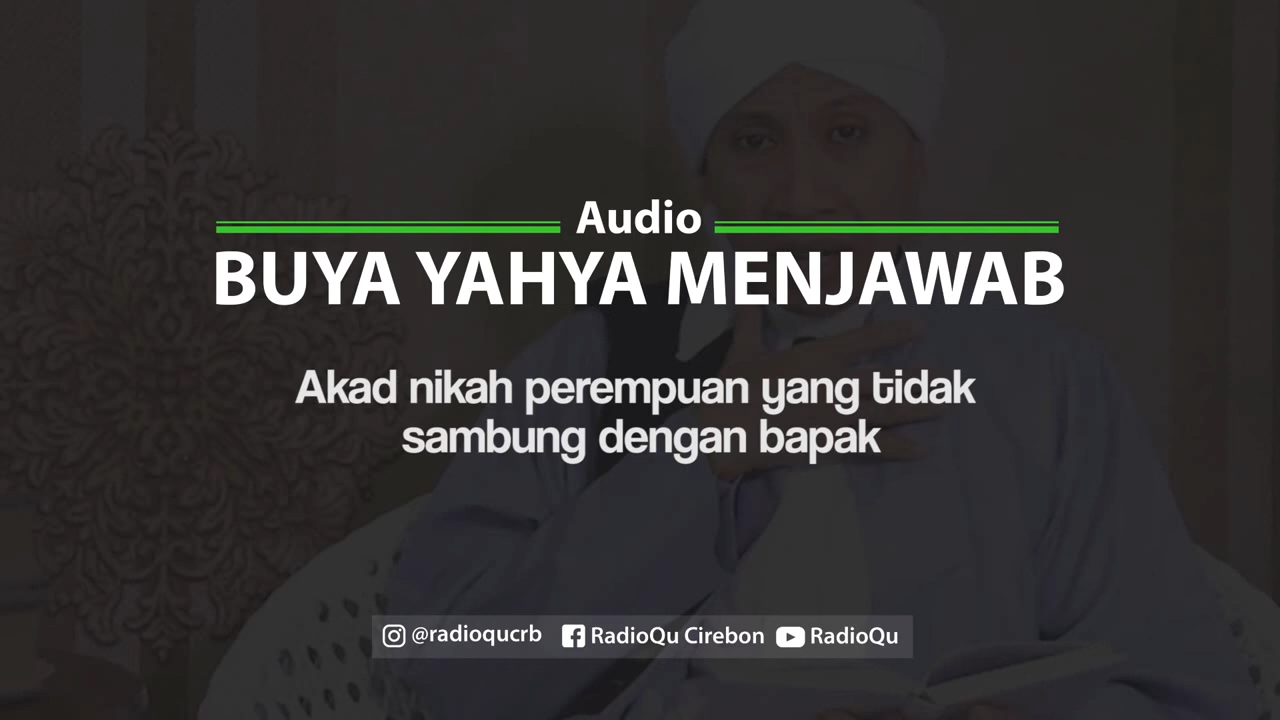 Audio
BUYA YAHYA MENJAWAB
Akad nikah perempuan yang tidak
sambung dengan bapak
@radioqucrb RadioQu Cirebon RadioQu